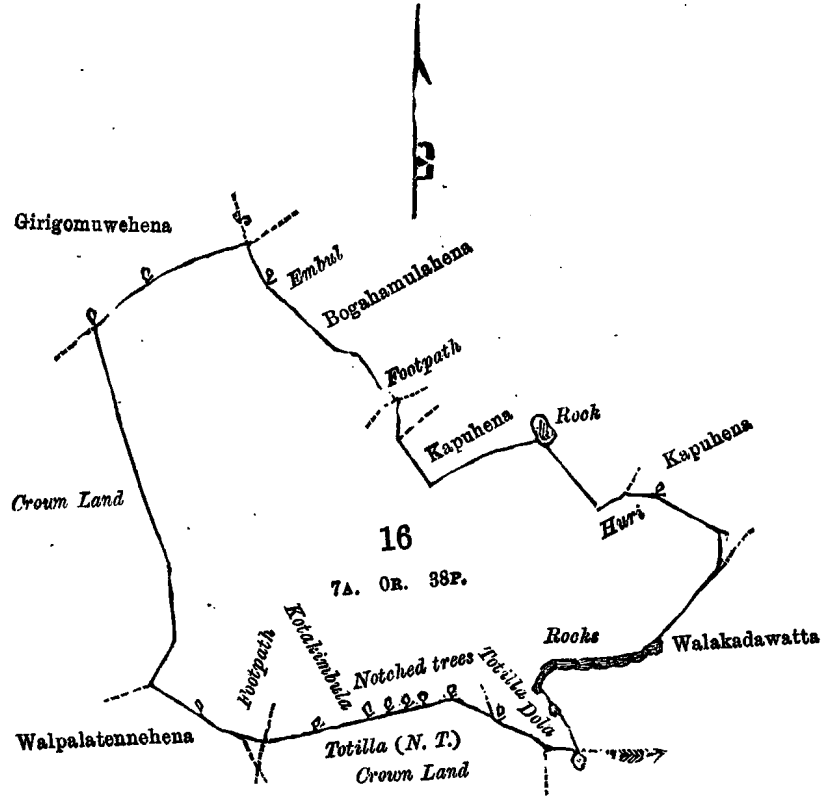 Girigomuwehena
Embul
Bogahamulahena
Footpath
Kapuhena
Rock
Kapuhena
Crown Land
Huri
16
7A. 0R. 38P.
Footpath
Kotakimbula
Notched trees
Totilla Dola
Rocks
Walakadawatta
Walpalatennehena
Totilla (N. T.)
Crown Land